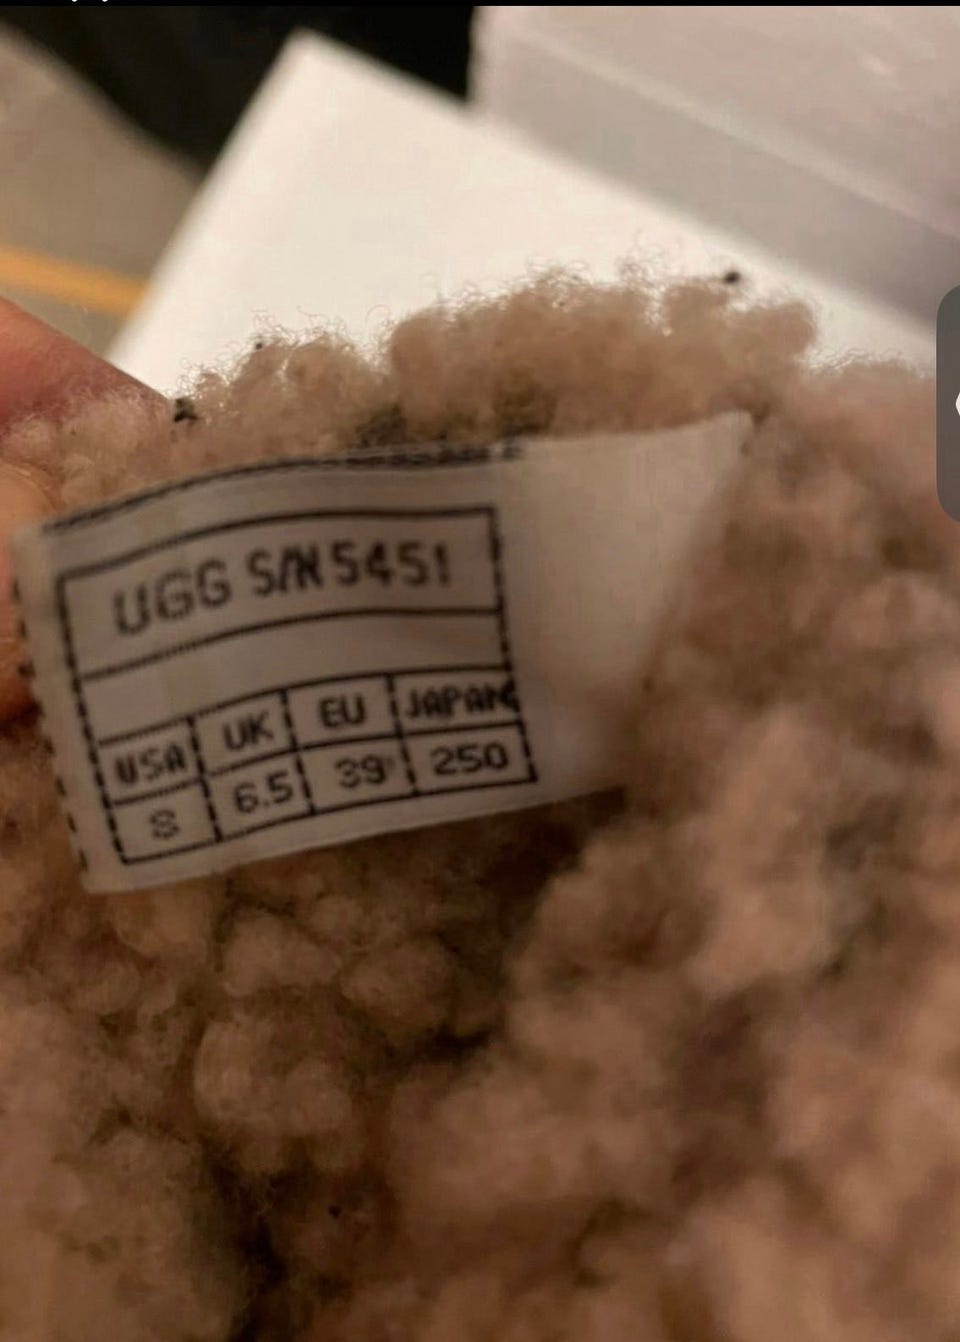 UGG S/N 5451
USA UK EU JAPAN
8 6.5 39 250